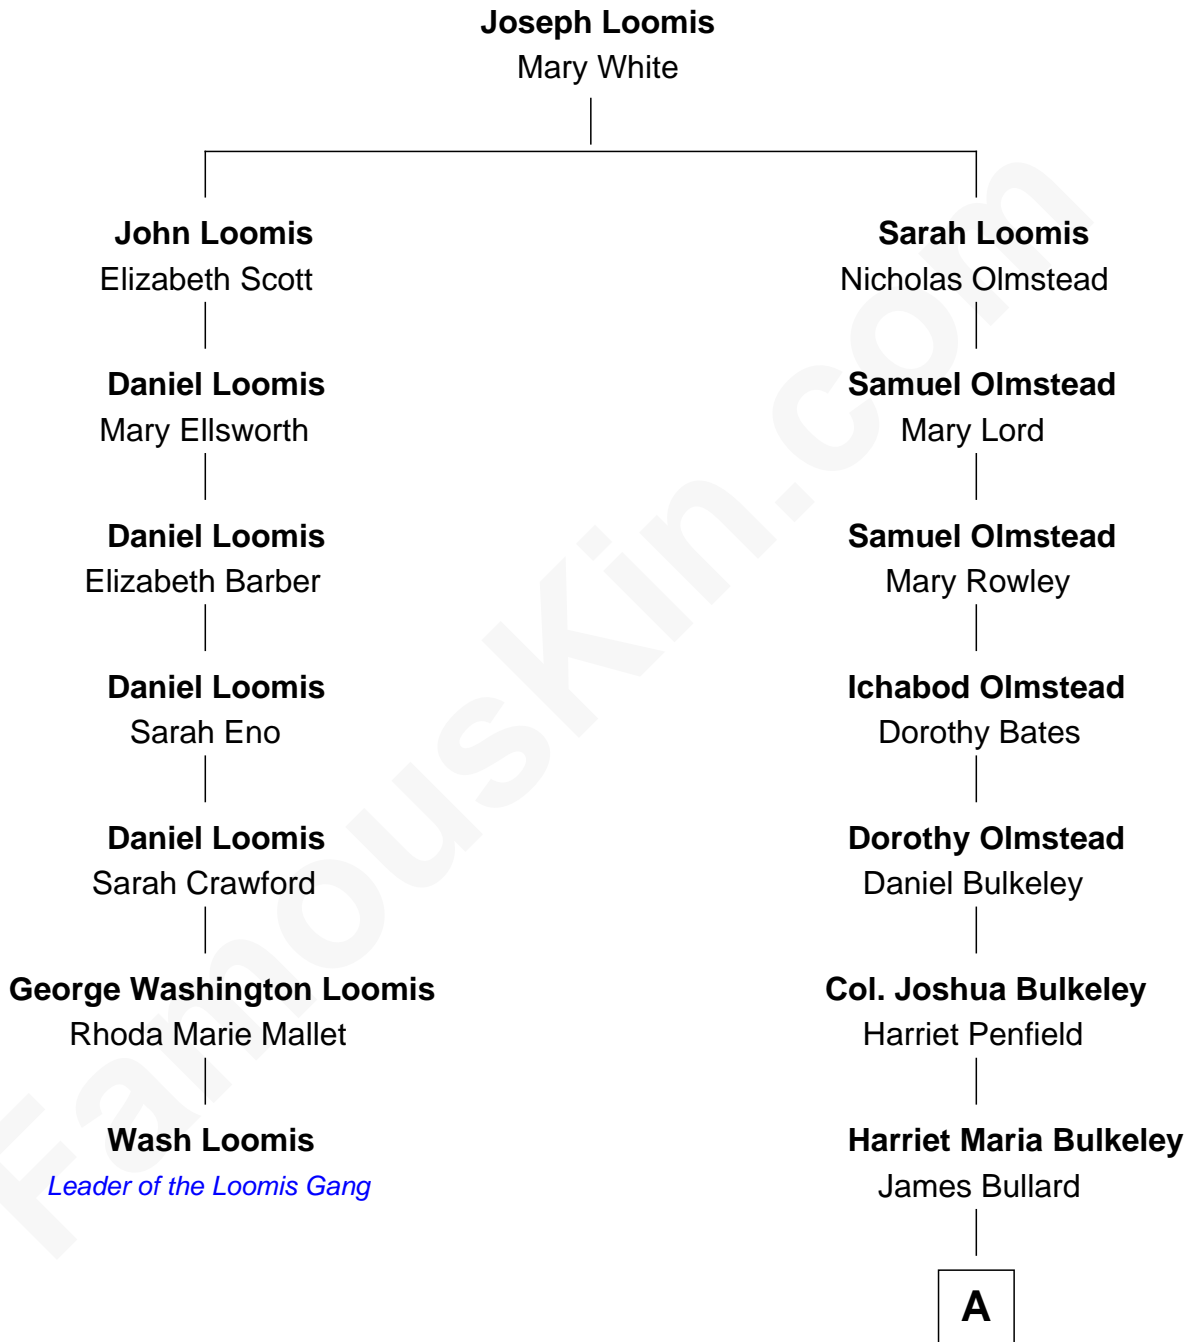 Joseph Loomis
Mary White
John Loomis
Elizabeth Scott
Sarah Loomis
Nicholas Olmstead
Daniel Loomis
Mary Ellsworth
Samuel Olmstead
Mary Lord
Daniel Loomis
Elizabeth Barber
Samuel Olmstead
Mary Rowley
Daniel Loomis
Sarah Eno
Ichabod Olmstead
Dorothy Bates
Daniel Loomis
Sarah Crawford
Dorothy Olmstead
Daniel Bulkeley
George Washington Loomis
Rhoda Marie Mallet
Col. Joshua Bulkeley
Harriet Penfield
Wash Loomis
Leader of the Loomis Gang
Harriet Maria Bulkeley
James Bullard
A
FamousKin.com